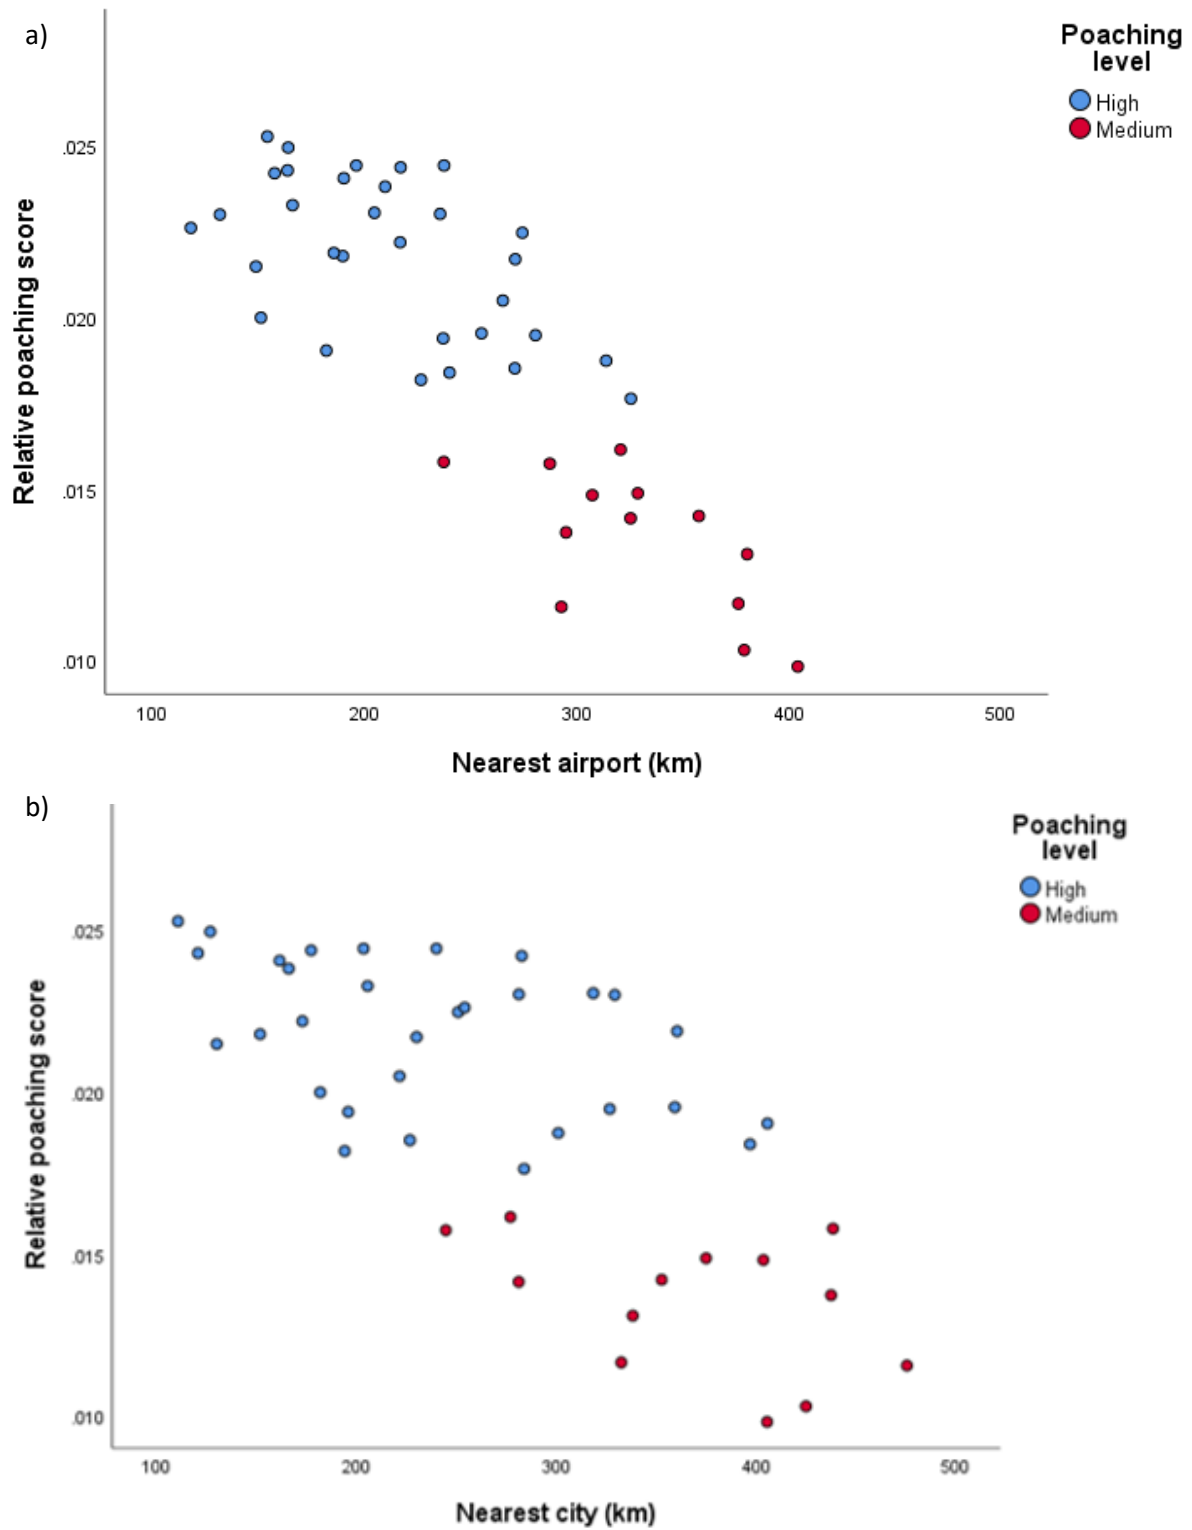 a)
Poaching
level
High
Medium
Relative poaching score
.025
.020
.015
.010
100 200 300 400 500
Nearest airport (km)
b)
Poaching
level
High
Medium
Relative poaching score
.025
.020
.015
.010
100 200 300 400 500
Nearest city (km)